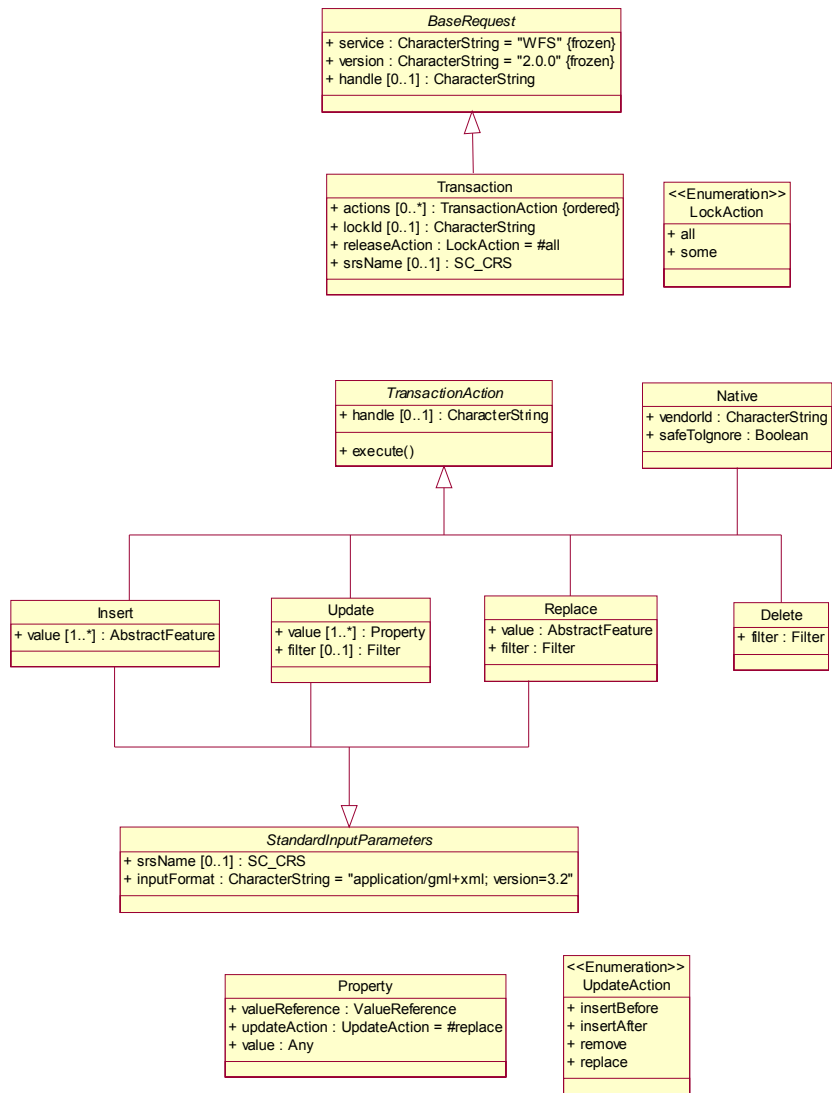 BaseRequest
+ service : CharacterString = "WFS" {frozen}
+ version : CharacterString = "2.0.0" {frozen}
+ handle [0..1] : CharacterString
Transaction
+ actions [0..*] : TransactionAction {ordered}
+ lockId [0..1] : CharacterString
+ releaseAction : LockAction = #all
+ srsName [0..1] : SC_CRS
<<Enumeration>>
LockAction
+ all
+ some
TransactionAction
+ handle [0..1] : CharacterString
+ execute()
Native
+ vendorId : CharacterString
+ safeToIgnore : Boolean
Insert
+ value [1..*] : AbstractFeature
Update
+ value [1..*] : Property
+ filter [0..1] : Filter
Replace
+ value : AbstractFeature
+ filter : Filter
Delete
+ filter : Filter
StandardInputParameters
+ srsName [0..1] : SC_CRS
+ inputFormat : CharacterString = "application/gml+xml; version=3.2"
Property
+ valueReference : ValueReference
+ updateAction : UpdateAction = #replace
+ value : Any
<<Enumeration>>
UpdateAction
+ insertBefore
+ insertAfter
+ remove
+ replace